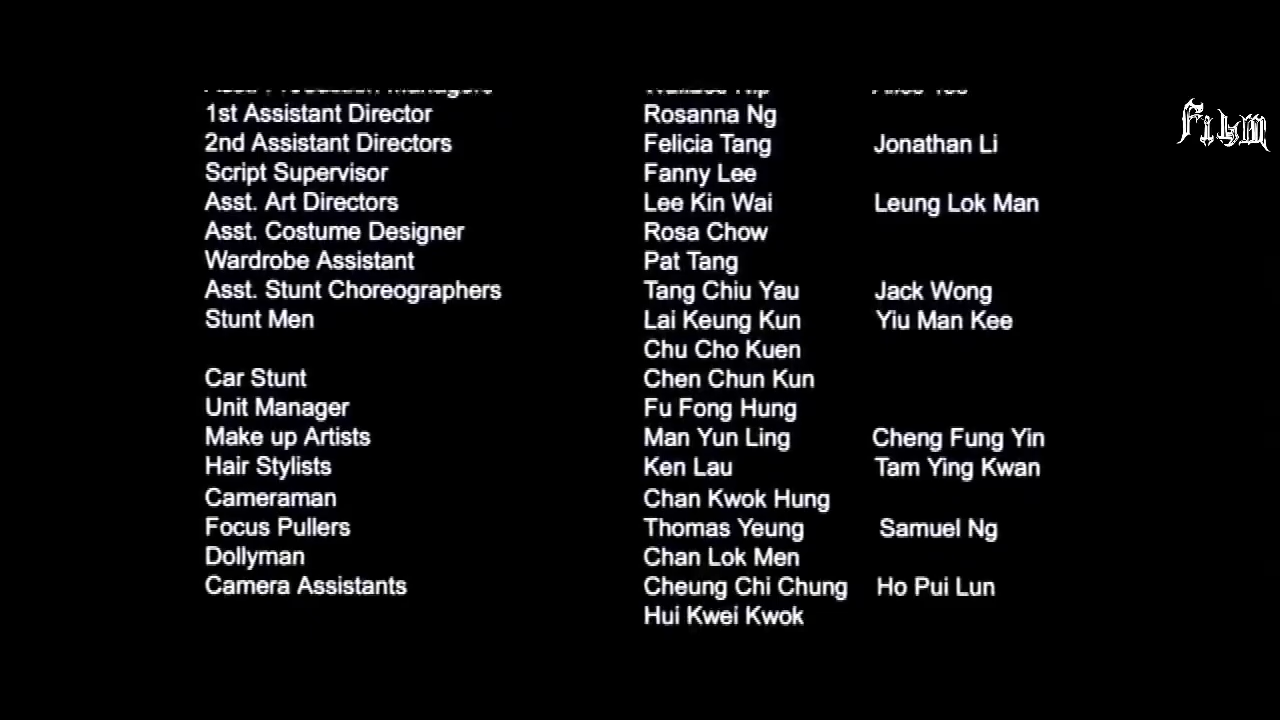 1st Assistant Director Rosanna Ng
2nd Assistant Directors Felicia Tang Jonathan Li
Script Supervisor Fanny Lee
Asst. Art Directors Lee Kin Wai Leung Lok Man
Asst. Costume Designer Rosa Chow
Wardrobe Assistant Pat Tang
Asst. Stunt Choreographers Tang Chiu Yau Jack Wong
Stunt Men Lai Keung Kun Yiu Man Kee
Chu Cho Kuen
Car Stunt Chen Chun Kun
Unit Manager Fu Fong Hung
Make up Artists Man Yun Ling Cheng Fung Yin
Hair Stylists Ken Lau Tam Ying Kwan
Cameraman Chan Kwok Hung
Focus Pullers Thomas Yeung Samuel Ng
Dollyman Chan Lok Men
Camera Assistants Cheung Chi Chung Ho Pui Lun
Hui Kwei Kwok
Film